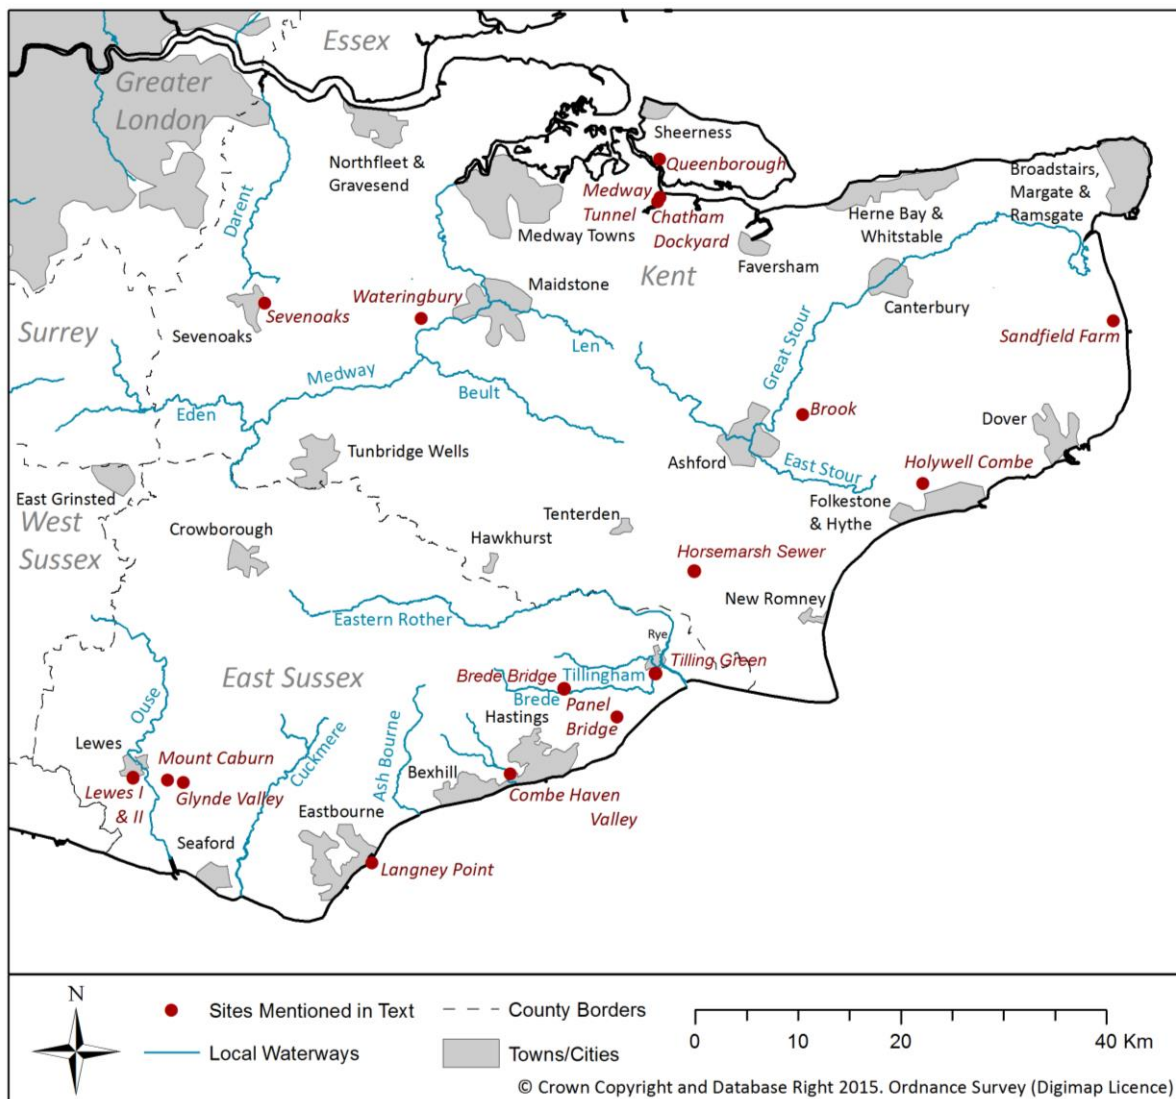 Essex
Greater
London
Sheerness
Northfleet &
Gravesend
Queenborough
Broadstairs,
Margate &
Ramsgate
Darent
Medway
Tunnel
Chatham
Dockyard
Herne Bay &
Whitstable
Medway Towns
Kent
Faversham
Maidstone
Canterbury
Wateringbury
Sevenoaks
Sevenoaks
Surrey
Len
Great Stour
Sandfield Farm
Medway
Beult
Eden
Brook
Dover
Tunbridge Wells
Ashford
East Stour
Holywell Combe
East Grinsted
Folkestone
& Hythe
West
Sussex
Crowborough
Hawkhurst
Tenterden
Horsemarsh Sewer
New Romney
Eastern Rother
Rye
Tilling Green
East Sussex
Brede Bridge
Tillingham
Brede
Panel
Bridge
Ouse
Hastings
Cuckmere
Ash Bourne
Lewes
Mount Caburn
Bexhill
Lewes I
& II
Glynde Valley
Combe Haven
Valley
Eastbourne
Seaford
Langney Point
N
Sites Mentioned in Text
County Borders
Local Waterways
Towns/Cities
0 10 20 40 Km
© Crown Copyright and Database Right 2015. Ordnance Survey (Digimap Licence)